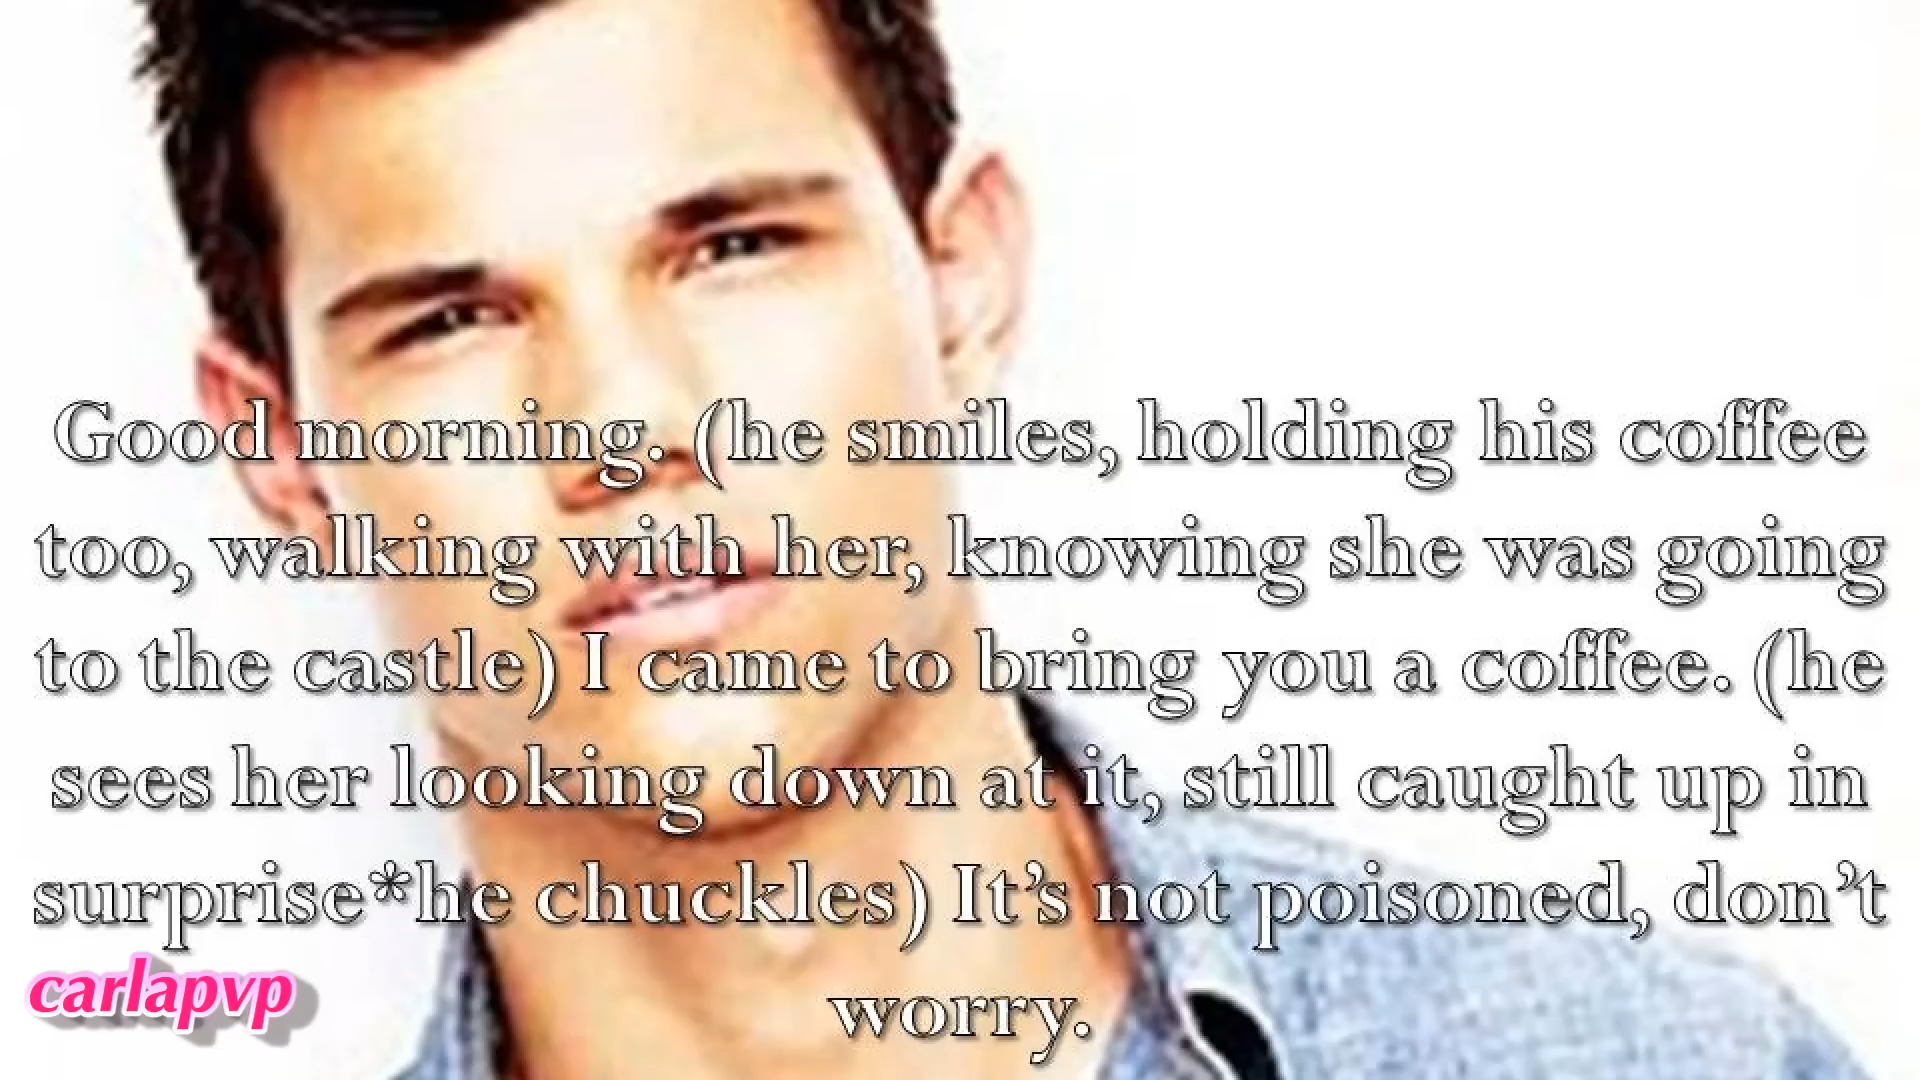 Good morning. (he smiles, holding his coffee
too, walking with her, knowing she was going
to the castle) I came to bring you a coffee. (he
sees her looking down at it, still caught up in
surprise*he chuckles) It’s not poisoned, don’t
worry.
carlapvp